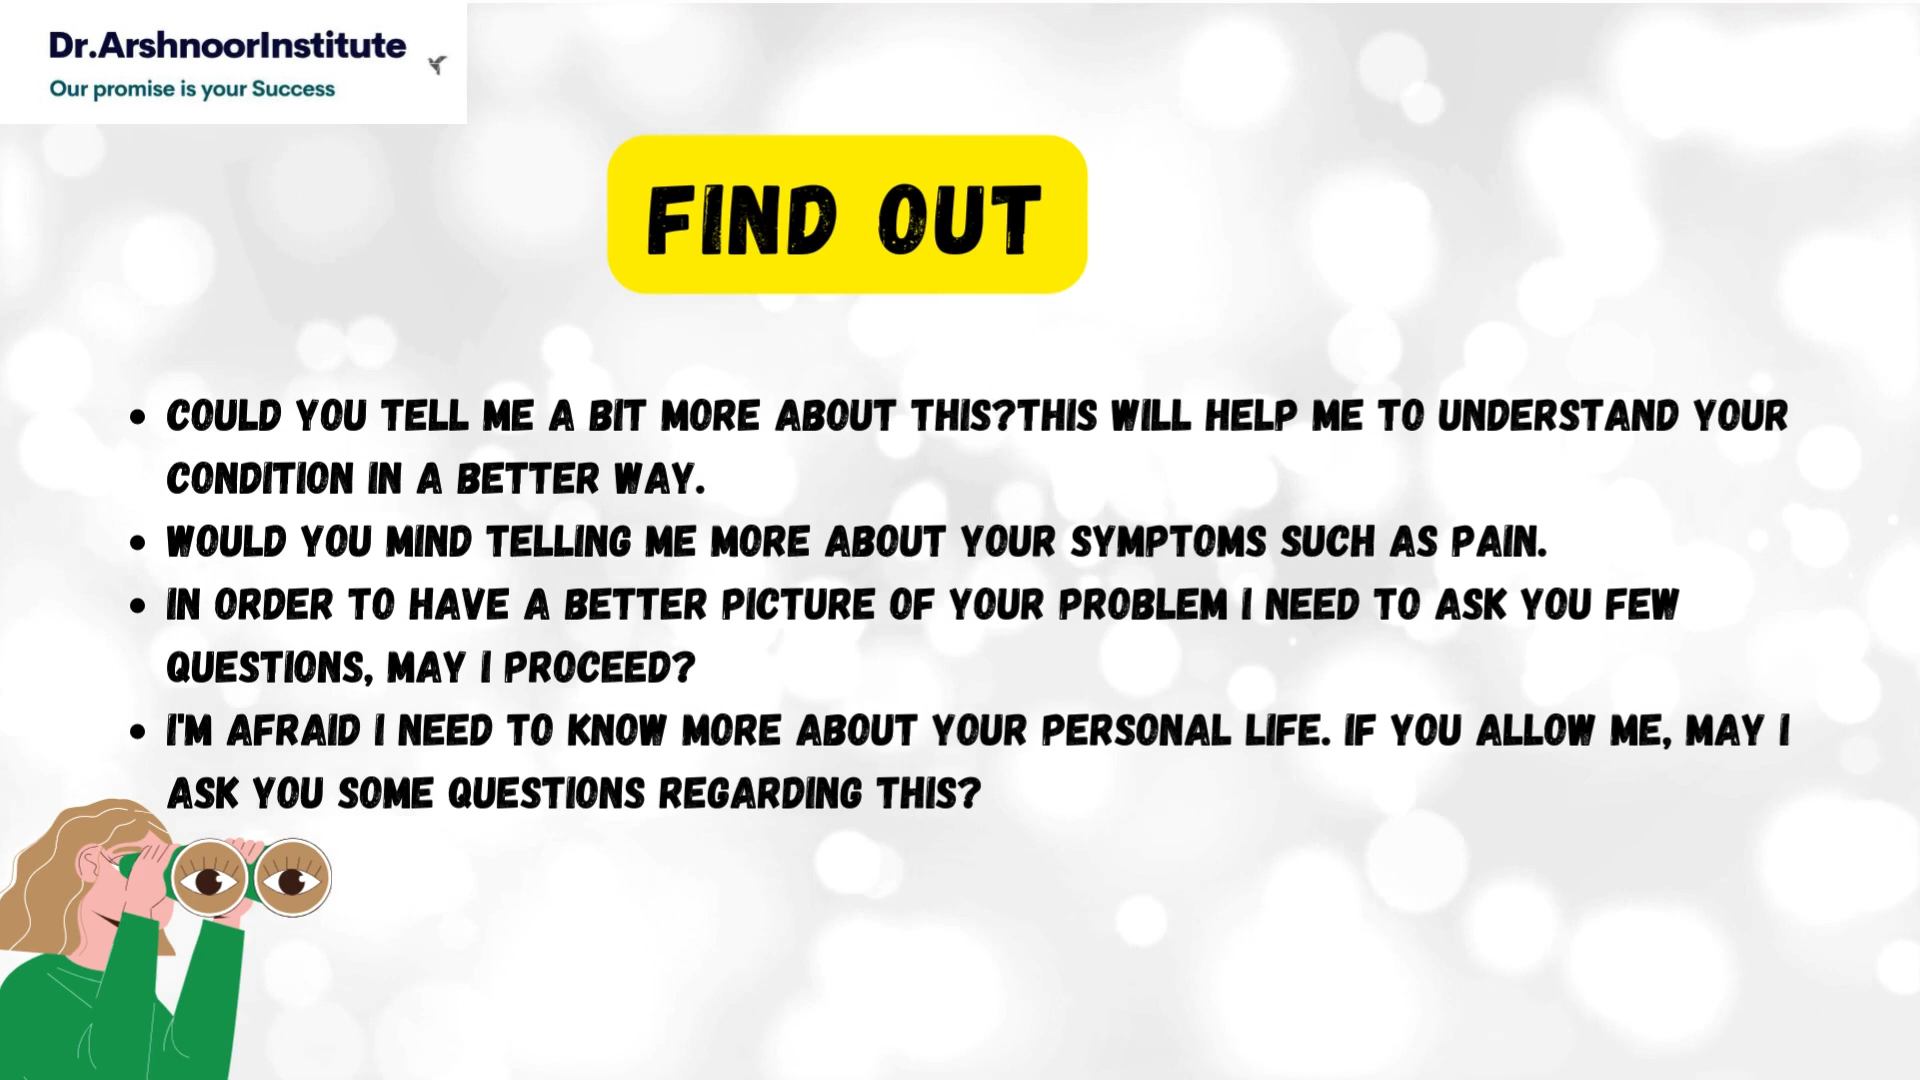 Dr.ArshnoorInstitute
Our promise is your Success
FIND OUT
• COULD YOU TELL ME A BIT MORE ABOUT THIS?THIS WILL HELP ME TO UNDERSTAND YOUR
CONDITION IN A BETTER WAY.
• WOULD YOU MIND TELLING ME MORE ABOUT YOUR SYMPTOMS SUCH AS PAIN.
• IN ORDER TO HAVE A BETTER PICTURE OF YOUR PROBLEM I NEED TO ASK YOU FEW
QUESTIONS, MAY I PROCEED?
• I'M AFRAID I NEED TO KNOW MORE ABOUT YOUR PERSONAL LIFE. IF YOU ALLOW ME, MAY I
ASK YOU SOME QUESTIONS REGARDING THIS?